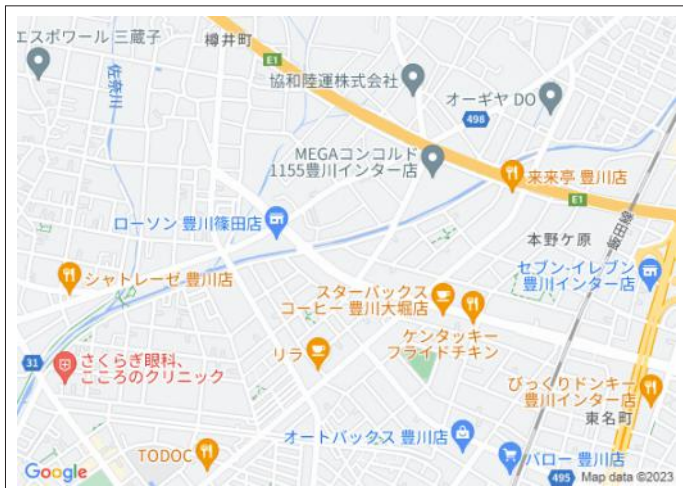 エスポワール 三蔵子
樽井町
E1
佐奈川
協和陸運株式会社
オーギヤ DO
498
MEGAコンコルド
1155豊川インター店
来来亭 豊川店
E1
飯田線
ローソン 豊川篠田店
本野ケ原
セブン-イレブン
豊川インター店
シャトレーゼ 豊川店
スターバックス
コーヒー 豊川大堀店
ケンタッキー
フライドチキン
リラ
31
さくらぎ眼科、
こころのクリニック
びっくりドンキー
豊川インター店
東名町
オートバックス 豊川店
TODOC
バロー 豊川店
495
Google
Map data ©2023